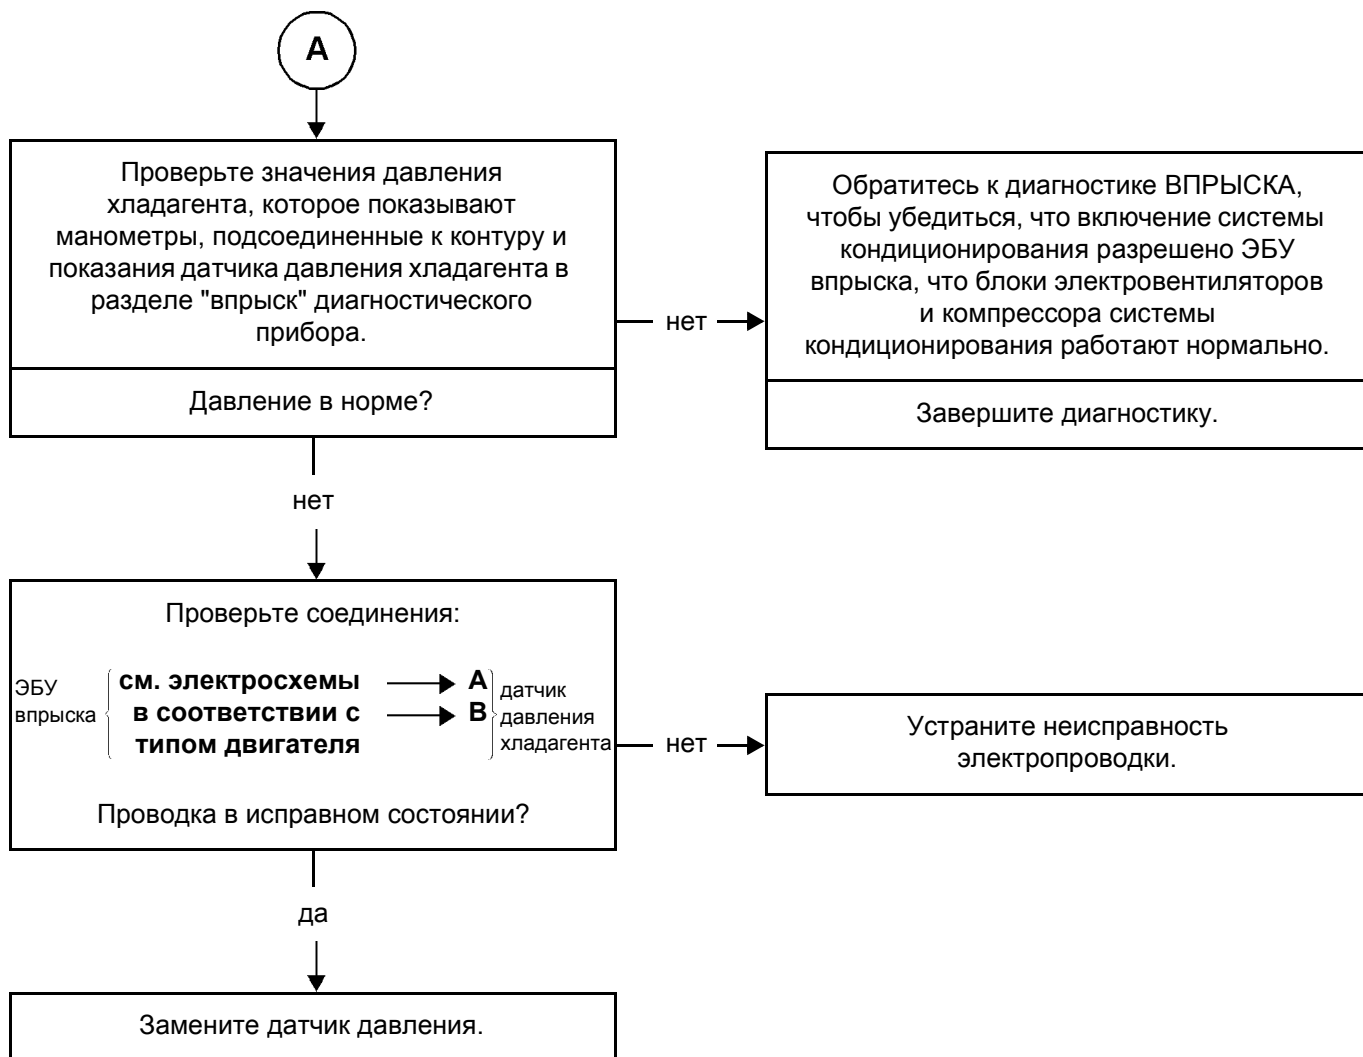 A
Проверьте значения давления
хладагента, которое показывают
манометры, подсоединенные к контуру и
показания датчика давления хладагента в
разделе "впрыск" диагностического
прибора.
Давление в норме?
нет
Обратитесь к диагностике ВПРЫСКА,
чтобы убедиться, что включение системы
кондиционирования разрешено ЭБУ
впрыска, что блоки электровентиляторов
и компрессора системы
кондиционирования работают нормально.
Завершите диагностику.
нет
Проверьте соединения:
ЭБУ
впрыска
см. электросхемы
в соответствии с
типом двигателя
A
B
датчик
давления
хладагента
Проводка в исправном состоянии?
нет
Устраните неисправность
электропроводки.
да
Замените датчик давления.